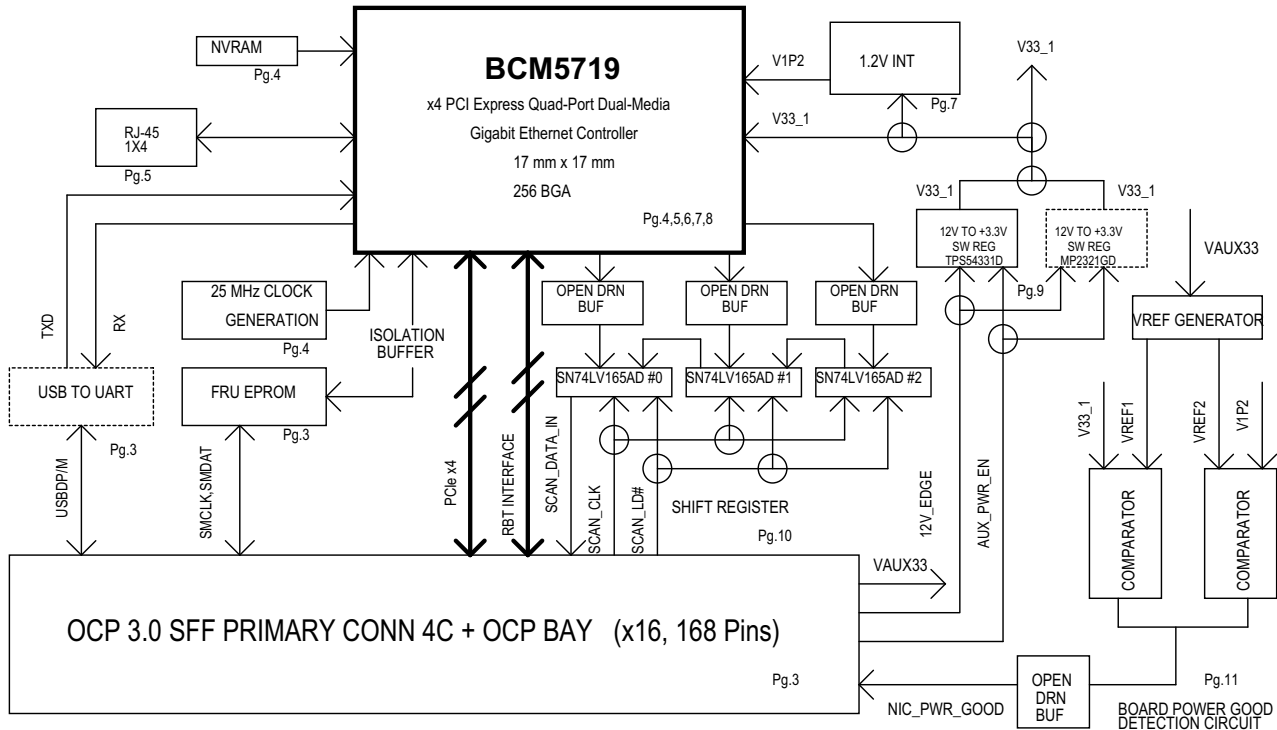 NVRAM
Pg.4
BCM5719
x4 PCI Express Quad-Port Dual-Media
Gigabit Ethernet Controller
17 mm x 17 mm
256 BGA
Pg.4,5,6,7,8
V1P2
1.2V INT
Pg.7
V33_1
V33_1
RJ-45
1X4
Pg.5
V33_1
V33_1
12V TO +3.3V
SW REG
TPS54331D
12V TO +3.3V
SW REG
MP2321GD
Pg.9
VAUX33
VREF GENERATOR
TXD
RX
25 MHz CLOCK
GENERATION
Pg.4
ISOLATION
BUFFER
OPEN DRN
BUF
OPEN DRN
BUF
OPEN DRN
BUF
SN74LV165AD #0
SN74LV165AD #1
SN74LV165AD #2
USB TO UART
Pg.3
FRU EPROM
Pg.3
USBDP/M
SMCLK,SMDAT
PCIe x4
RBT INTERFACE
SCAN_DATA_IN
SCAN_CLK
SCAN_LD#
SHIFT REGISTER
Pg.10
12V_EDGE
AUX_PWR_EN
V33_1
VREF1
VREF2
V1P2
COMPARATOR
COMPARATOR
VAUX33
OCP 3.0 SFF PRIMARY CONN 4C + OCP BAY (x16, 168 Pins)
Pg.3
NIC_PWR_GOOD
OPEN
DRN
BUF
Pg.11
BOARD POWER GOOD
DETECTION CIRCUIT